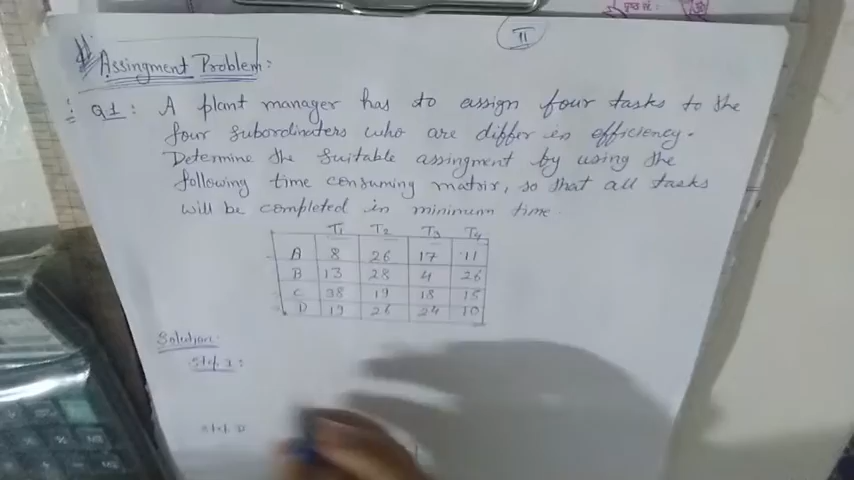 II
Assingment Problem:
Q1: A plant manager has to assign four tasks to the
four subordinaters who are differ in efficiency.
Determine the suitable assingment by using the
following time consuming matrix, so that all tasks
will be completed in minimum time.
T1 T2 T3 T4
A 8 26 17 11
B 13 28 4 26
C 38 19 18 15
D 19 26 24 10
Solution:
Step 1: